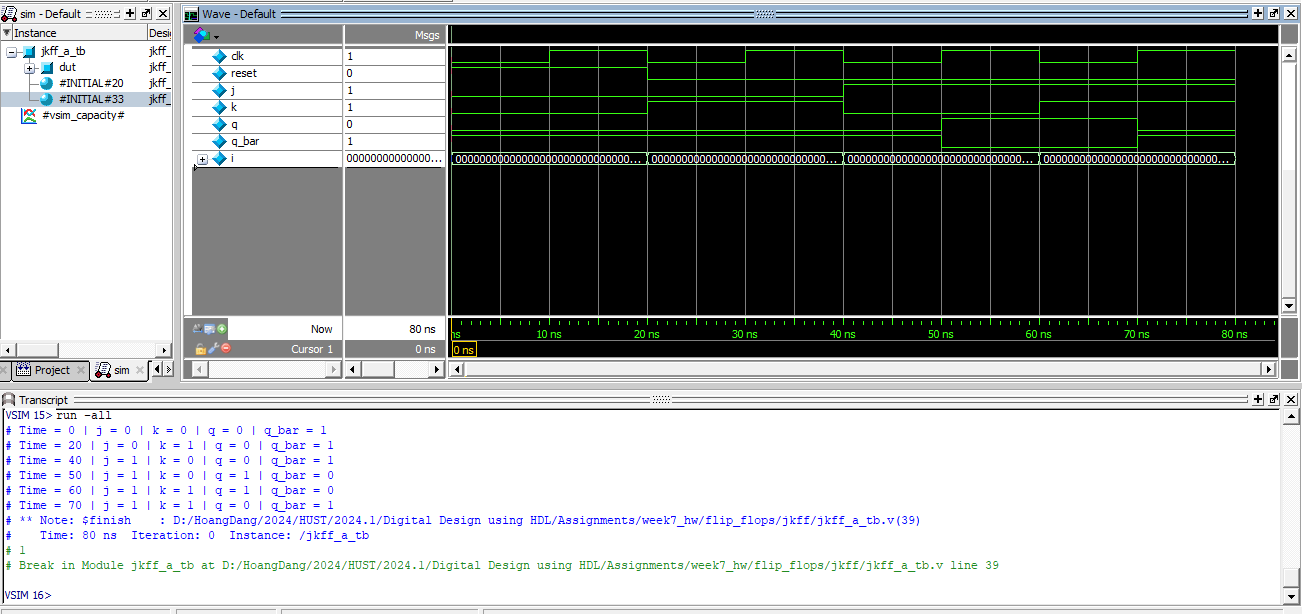 sim - Default
Wave - Default
Instance
Desig
Msgs
jkff_a_tb
jkff_
dut
jkff_
#INITIAL#20
jkff_
#INITIAL#33
jkff_
#vsim_capacity#
clk
1
reset
0
j
1
k
1
q
0
q_bar
1
i
00000000000000...
00000000000000000000000000000...
00000000000000000000000000000...
00000000000000000000000000000...
00000000000000000000000000000...
Now
80 ns
ns
10 ns
20 ns
30 ns
40 ns
50 ns
60 ns
70 ns
80 ns
Cursor 1
0 ns
0 ns
Project
sim
Transcript
VSIM 15> run -all
# Time = 0 | j = 0 | k = 0 | q = 0 | q_bar = 1
# Time = 20 | j = 0 | k = 1 | q = 0 | q_bar = 1
# Time = 40 | j = 1 | k = 0 | q = 0 | q_bar = 1
# Time = 50 | j = 1 | k = 0 | q = 1 | q_bar = 0
# Time = 60 | j = 1 | k = 1 | q = 1 | q_bar = 0
# Time = 70 | j = 1 | k = 1 | q = 0 | q_bar = 1
# ** Note: $finish    : D:/HoangDang/2024/HUST/2024.1/Digital Design using HDL/Assignments/week7_hw/flip_flops/jkff/jkff_a_tb.v(39)
#    Time: 80 ns  Iteration: 0  Instance: /jkff_a_tb
# 1
# Break in Module jkff_a_tb at D:/HoangDang/2024/HUST/2024.1/Digital Design using HDL/Assignments/week7_hw/flip_flops/jkff/jkff_a_tb.v line 39
VSIM 16>